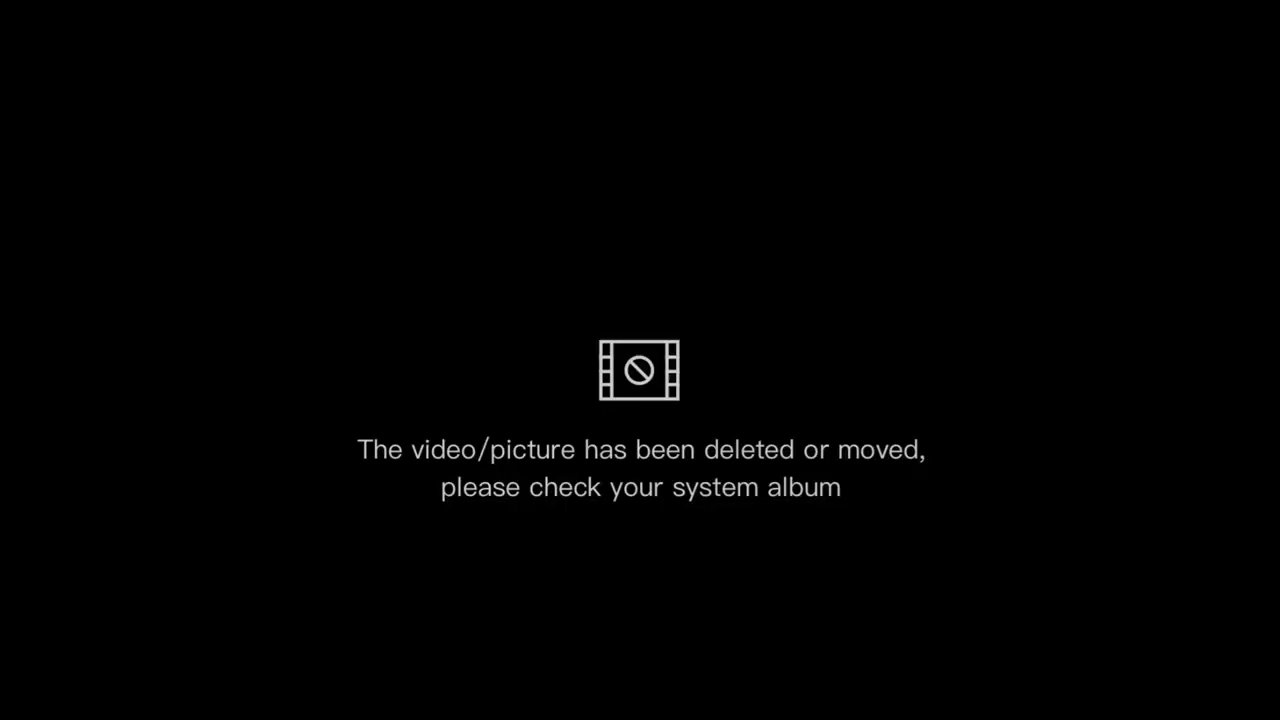 The video/picture has been deleted or moved,
please check your system album